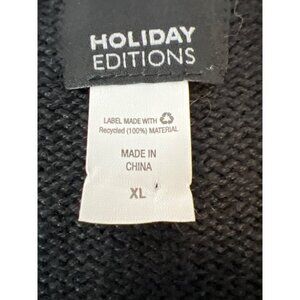 HOLIDAY
EDITIONS
LABEL MADE WITH
Recycled (100%) MATERIAL
MADE IN
CHINA
XL